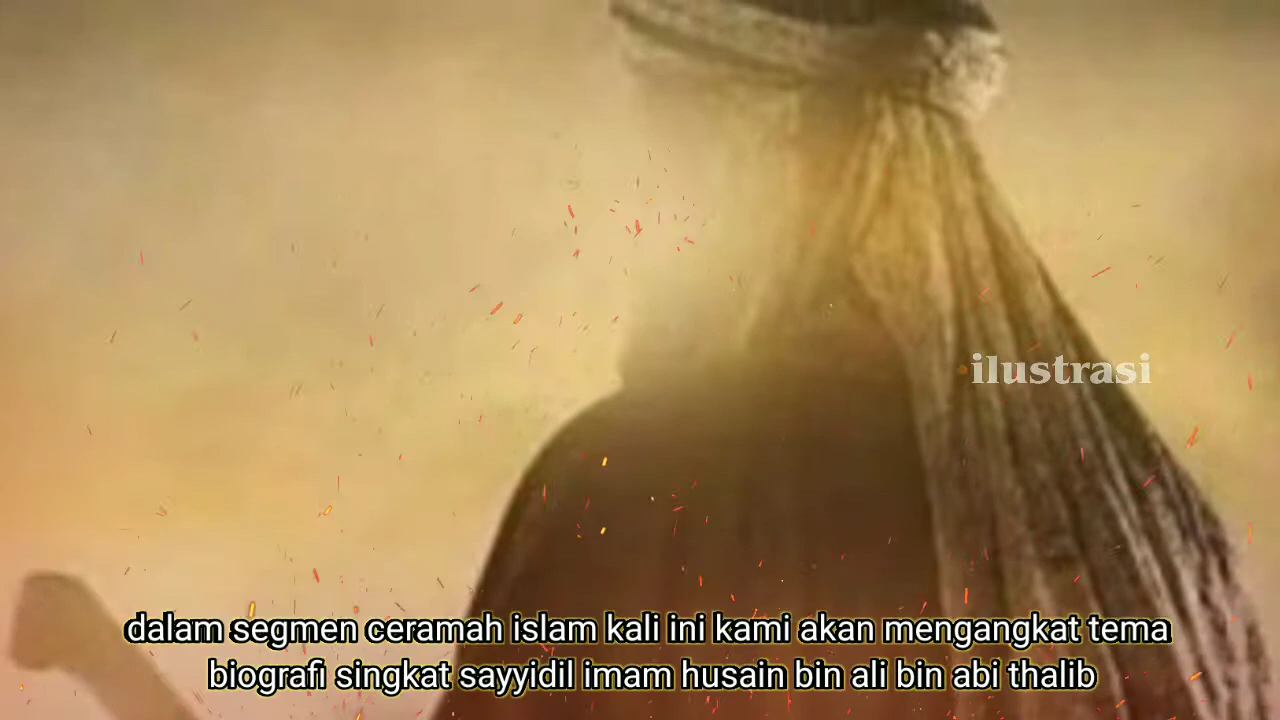 ilustrasi
dalam segmen ceramah islam kali ini kami akan mengangkat tema
biografi singkat sayyidil imam husain bin ali bin abi thalib